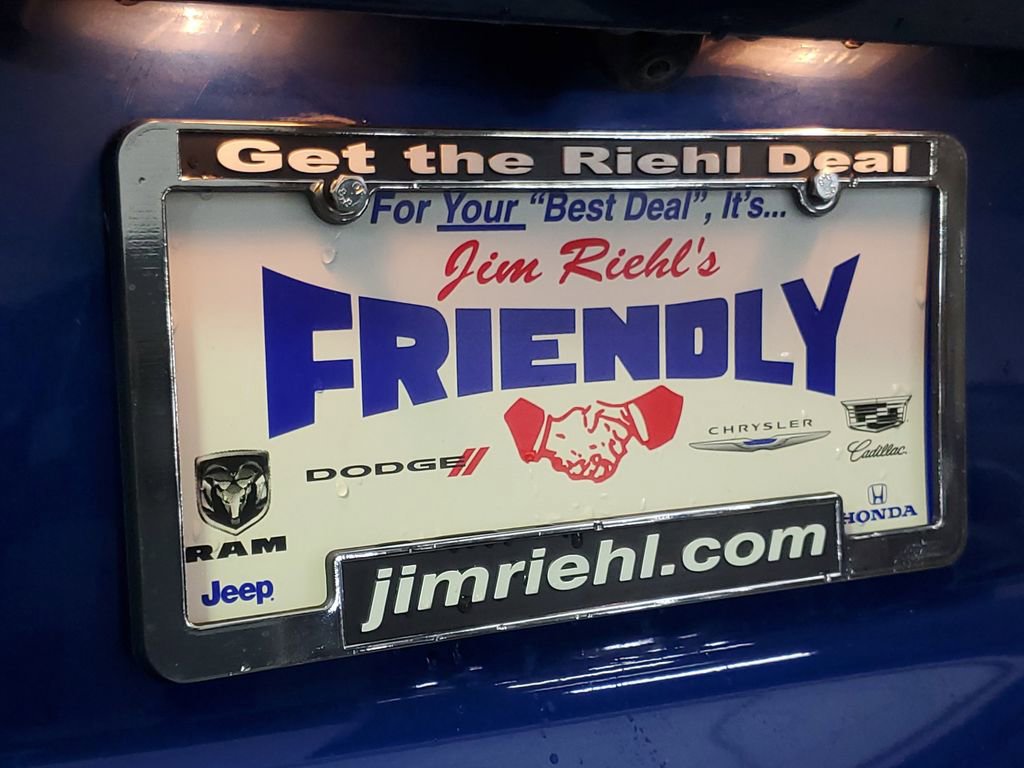 Get the Riehl Deal
For Your "Best Deal", It's...
Jim Riehl's
FRIENDLY
CHRYSLER
Cadillac
DODGE
RAM
HONDA
Jeep
jimriehl.com